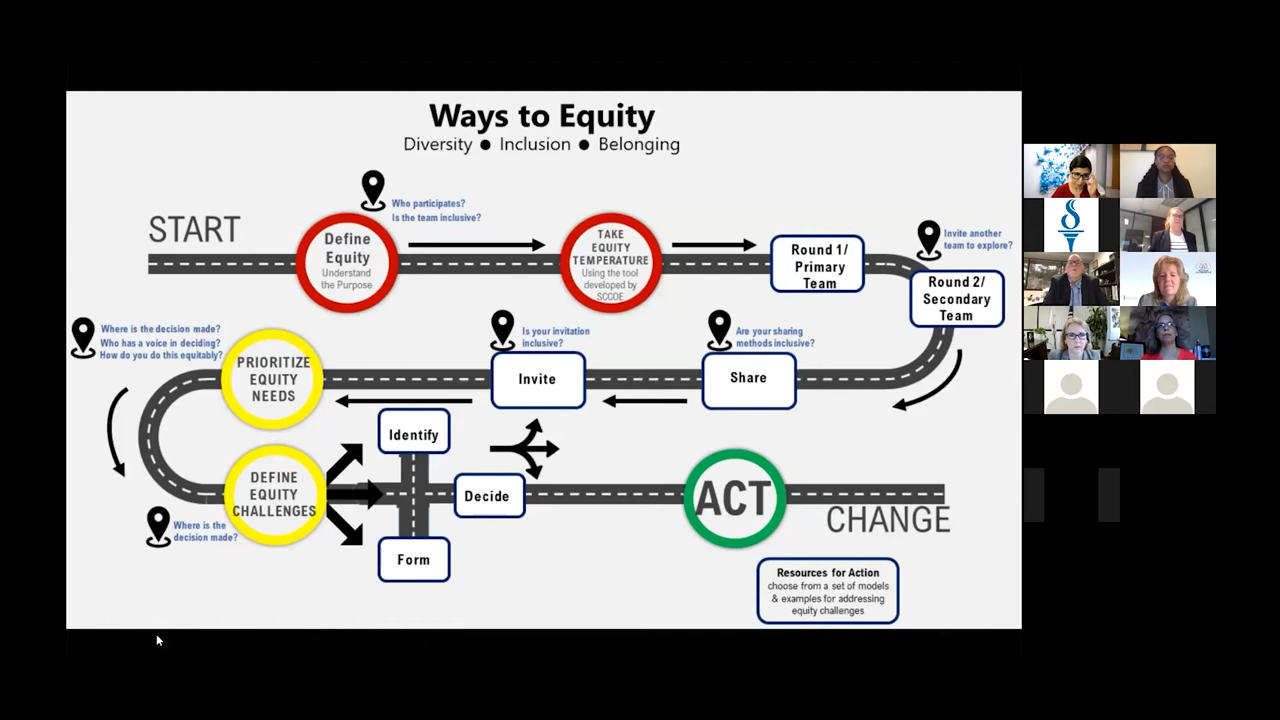 Ways to Equity
Diversity ● Inclusion ● Belonging
START
Define
Equity
Understand
the Purpose
Who participates?
Is the team inclusive?
TAKE
EQUITY
TEMPERATURE
Using the tool
developed by
SCCOE
Round 1/
Primary
Team
Invite another
team to explore?
Round 2/
Secondary
Team
Where is the decision made?
Who has a voice in deciding?
How do you do this equitably?
PRIORITIZE
EQUITY
NEEDS
Is your invitation
inclusive?
Invite
Are your sharing
methods inclusive?
Share
DEFINE
EQUITY
CHALLENGES
Where is the
decision made?
Identify
Decide
Form
ACT
CHANGE
Resources for Action
choose from a set of models
& examples for addressing
equity challenges